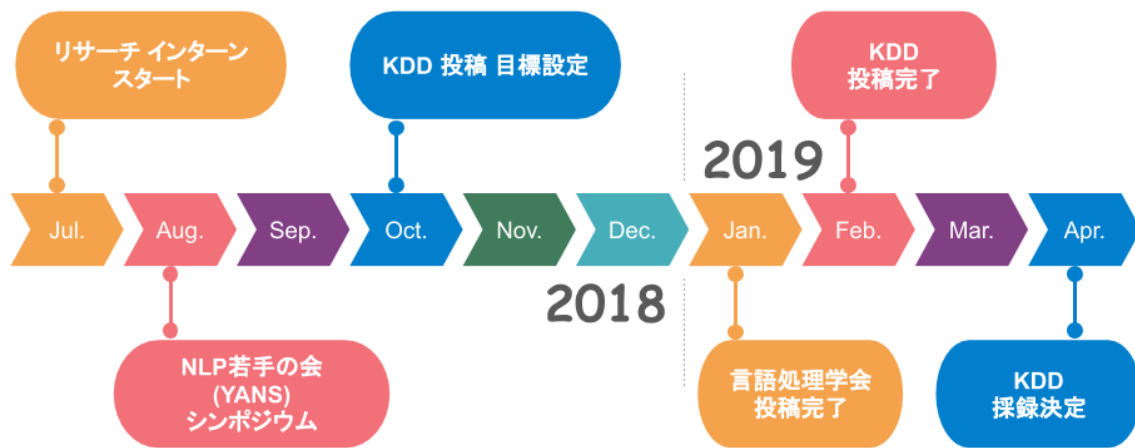 リサーチ インターン
スタート
KDD 投稿 目標設定
KDD
投稿完了
2019
Jul.
Aug.
Sep.
Oct.
Nov.
Dec.
Jan.
Feb.
Mar.
Apr.
2018
NLP若手の会
(YANS)
シンポジウム
言語処理学会
投稿完了
KDD
採録決定